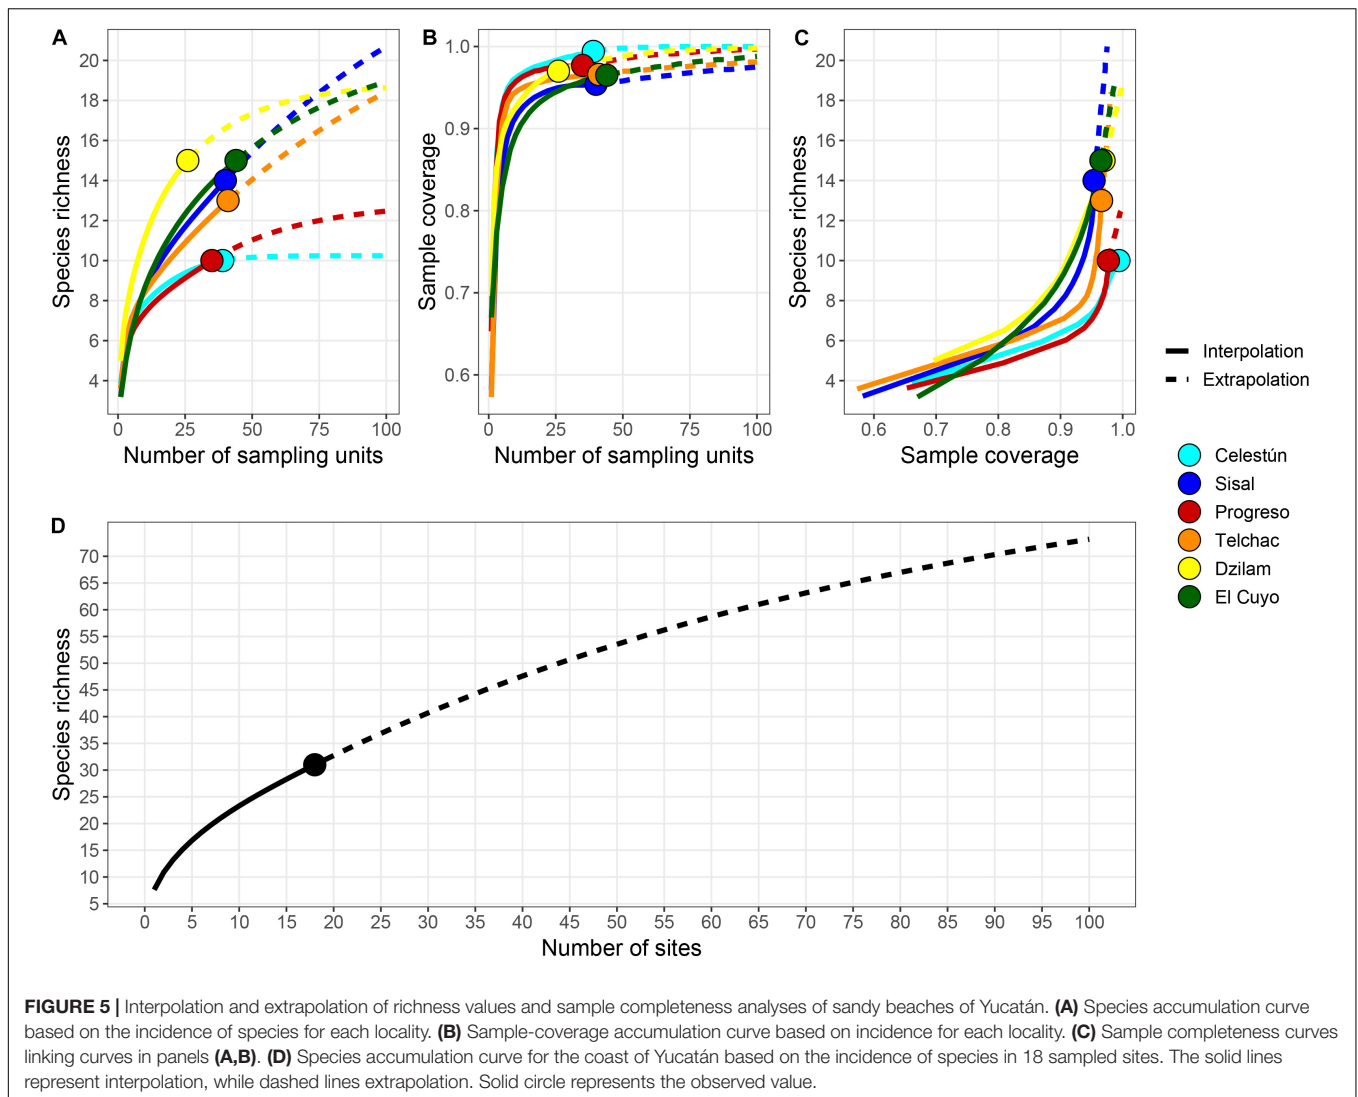 A
B
C
20
18
16
14
12
10
8
6
4
Species richness
0 25 50 75 100
Number of sampling units
1.0
0.9
0.8
0.7
0.6
Sample coverage
0 25 50 75 100
Number of sampling units
20
18
16
14
12
10
8
6
4
Species richness
0.6 0.7 0.8 0.9 1.0
Sample coverage
Interpolation
Extrapolation
Celestún
Sisal
Progreso
Telchac
Dzilam
El Cuyo
D
70
65
60
55
50
45
40
35
30
25
20
15
10
5
Species richness
0 5 10 15 20 25 30 35 40 45 50 55 60 65 70 75 80 85 90 95 100
Number of sites
FIGURE 5 | Interpolation and extrapolation of richness values and sample completeness analyses of sandy beaches of Yucatán. (A) Species accumulation curve
based on the incidence of species for each locality. (B) Sample-coverage accumulation curve based on incidence for each locality. (C) Sample completeness curves
linking curves in panels (A,B). (D) Species accumulation curve for the coast of Yucatán based on the incidence of species in 18 sampled sites. The solid lines
represent interpolation, while dashed lines extrapolation. Solid circle represents the observed value.